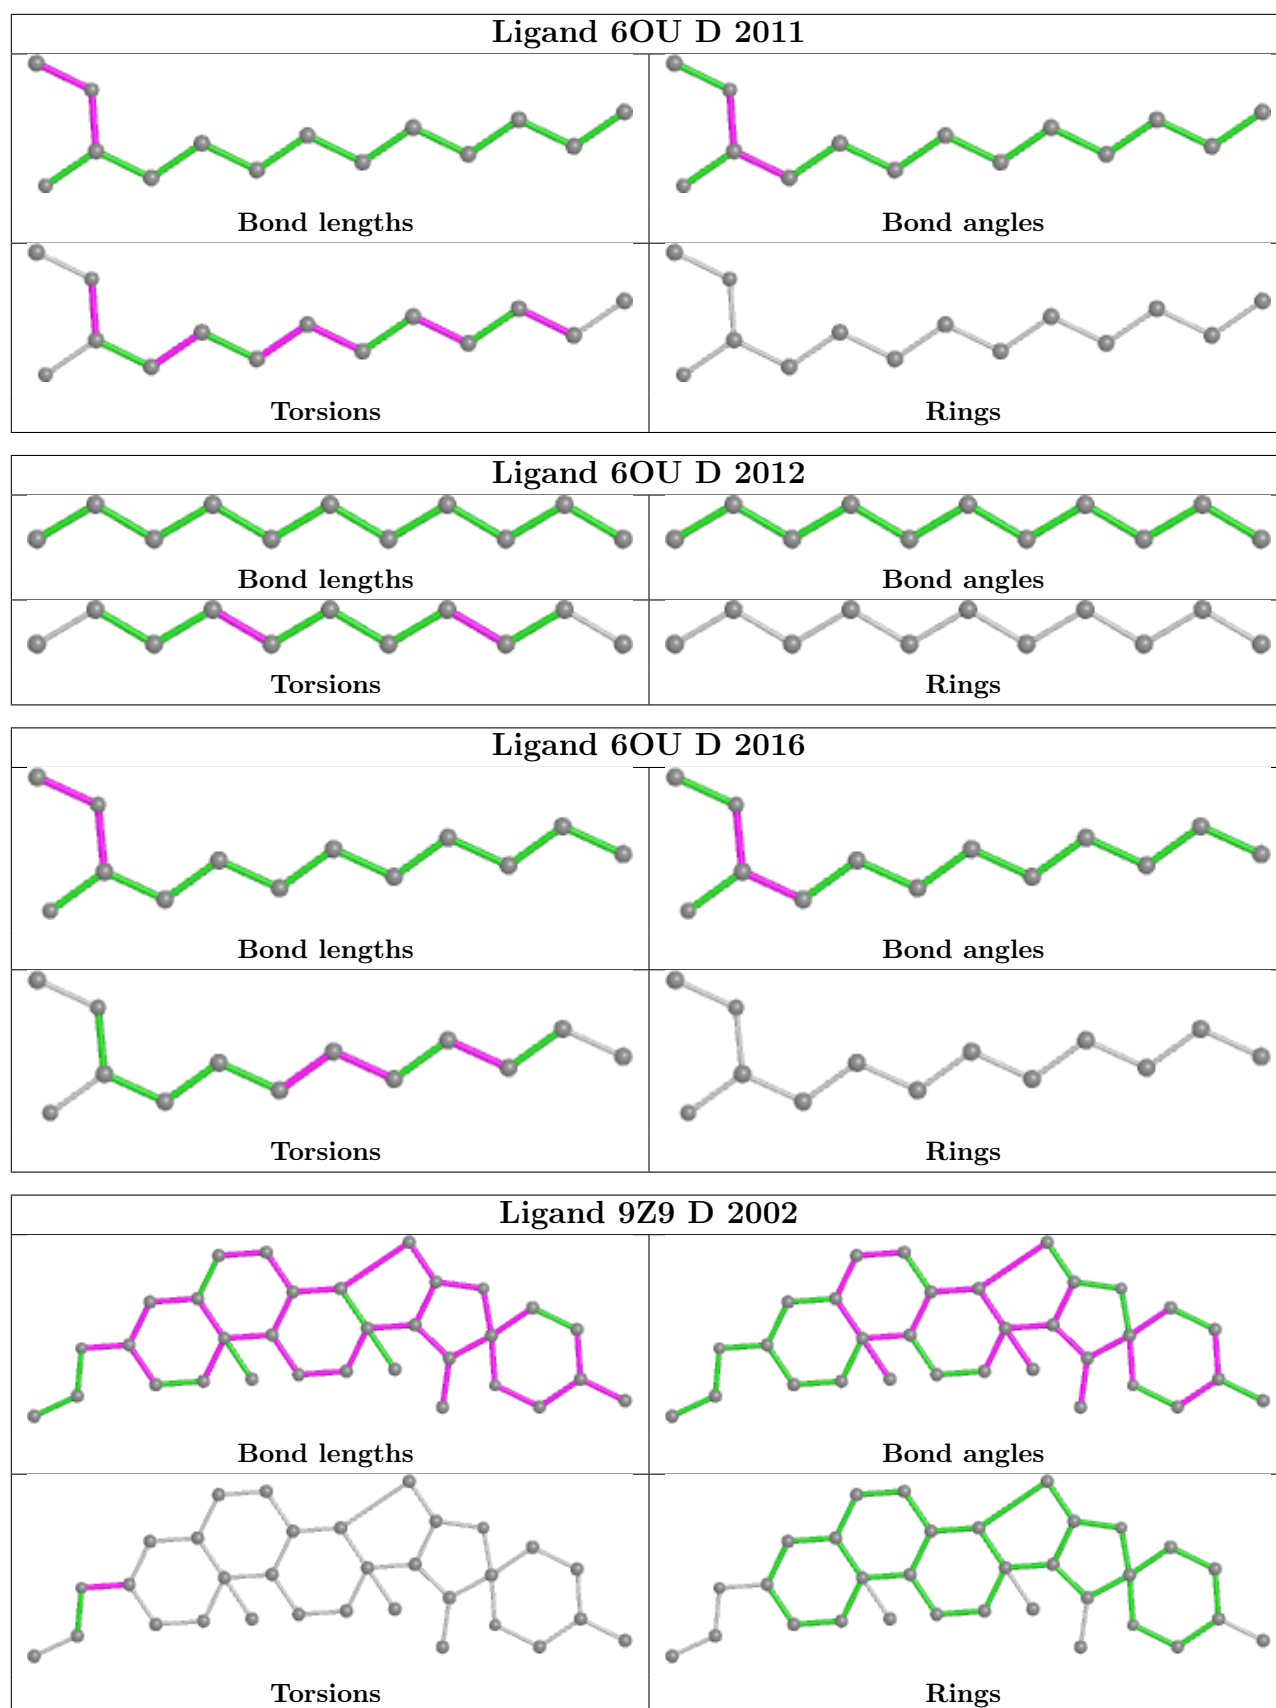 Ligand 6OU D 2011
Bond lengths
Bond angles
Torsions
Rings
Ligand 6OU D 2012
Bond lengths
Bond angles
Torsions
Rings
Ligand 6OU D 2016
Bond lengths
Bond angles
Torsions
Rings
Ligand 9Z9 D 2002
Bond lengths
Bond angles
Torsions
Rings